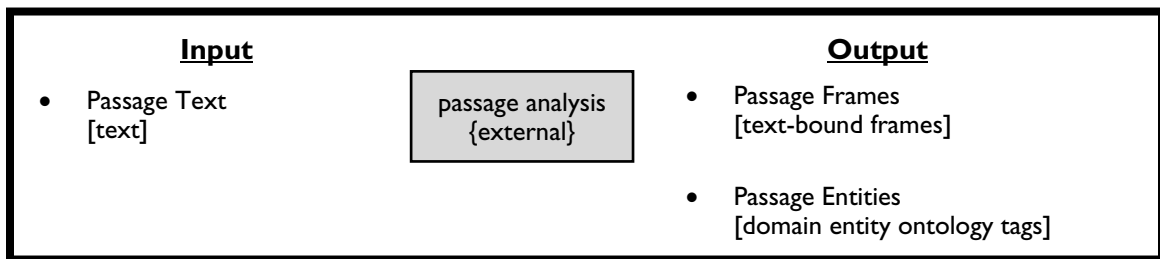 Input
• Passage Text
[text]
passage analysis
{external}
Output
• Passage Frames
[text-bound frames]
• Passage Entities
[domain entity ontology tags]